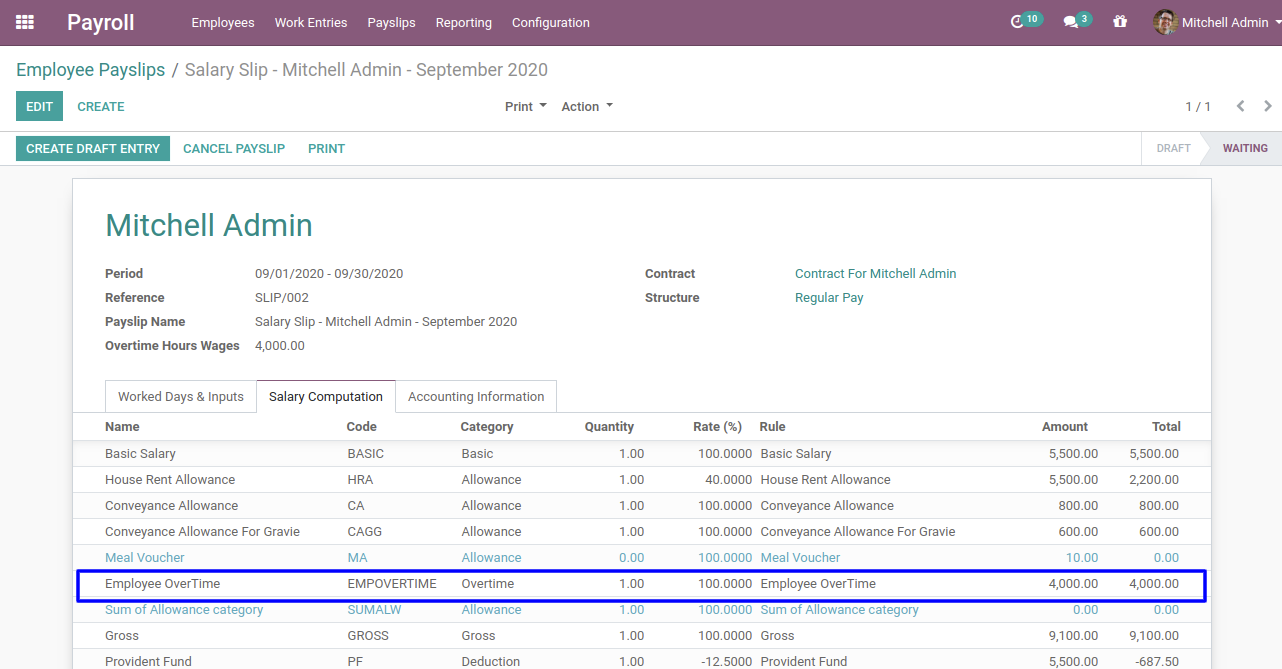 Payroll Employees Work Entries Payslips Reporting Configuration 10 3 Mitchell Admin
Employee Payslips / Salary Slip - Mitchell Admin - September 2020
EDIT CREATE Print Action 1 / 1
CREATE DRAFT ENTRY CANCEL PAYSLIP PRINT DRAFT WAITING
Mitchell Admin
Period 09/01/2020 - 09/30/2020 Contract Contract For Mitchell Admin
Reference SLIP/002 Structure Regular Pay
Payslip Name Salary Slip - Mitchell Admin - September 2020
Overtime Hours Wages 4,000.00
Worked Days & Inputs Salary Computation Accounting Information
Name Code Category Quantity Rate (%) Rule Amount Total
Basic Salary BASIC Basic 1.00 100.0000 Basic Salary 5,500.00 5,500.00
House Rent Allowance HRA Allowance 1.00 40.0000 House Rent Allowance 5,500.00 2,200.00
Conveyance Allowance CA Allowance 1.00 100.0000 Conveyance Allowance 800.00 800.00
Conveyance Allowance For Gravie CAGG Allowance 1.00 100.0000 Conveyance Allowance For Gravie 600.00 600.00
Meal Voucher MA Allowance 0.00 100.0000 Meal Voucher 10.00 0.00
Employee OverTime EMPOVERTIME Overtime 1.00 100.0000 Employee OverTime 4,000.00 4,000.00
Sum of Allowance category SUMALW Allowance 1.00 100.0000 Sum of Allowance category 0.00 0.00
Gross GROSS Gross 1.00 100.0000 Gross 9,100.00 9,100.00
Provident Fund PF Deduction 1.00 -12.5000 Provident Fund 5,500.00 -687.50